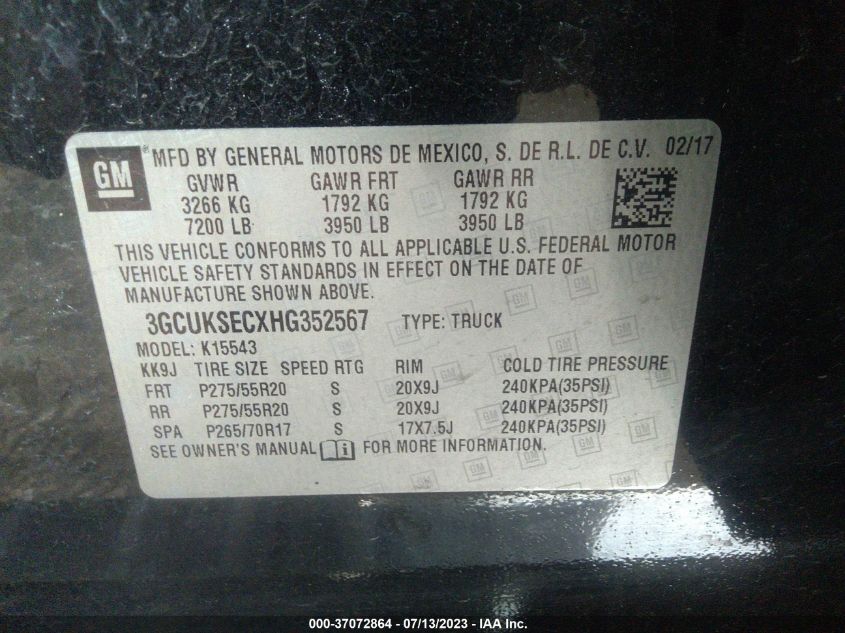 GM ® MFD BY GENERAL MOTORS DE MEXICO, S. DE R.L. DE C.V. 02/17
GVWR GAWR FRT GAWR RR
3266 KG 1792 KG 1792 KG
7200 LB 3950 LB 3950 LB
THIS VEHICLE CONFORMS TO ALL APPLICABLE U.S. FEDERAL MOTOR
VEHICLE SAFETY STANDARDS IN EFFECT ON THE DATE OF
MANUFACTURE SHOWN ABOVE.
3GCUKSECXHG352567 TYPE: TRUCK
MODEL: K15543
KK9J TIRE SIZE SPEED RTG RIM COLD TIRE PRESSURE
FRT P275/55R20 S 20X9J 240KPA(35PSI)
RR P275/55R20 S 20X9J 240KPA(35PSI)
SPA P265/70R17 S 17X7.5J 240KPA(35PSI)
SEE OWNER'S MANUAL FOR MORE INFORMATION.
000-37072864 - 07/13/2023 - IAA Inc.